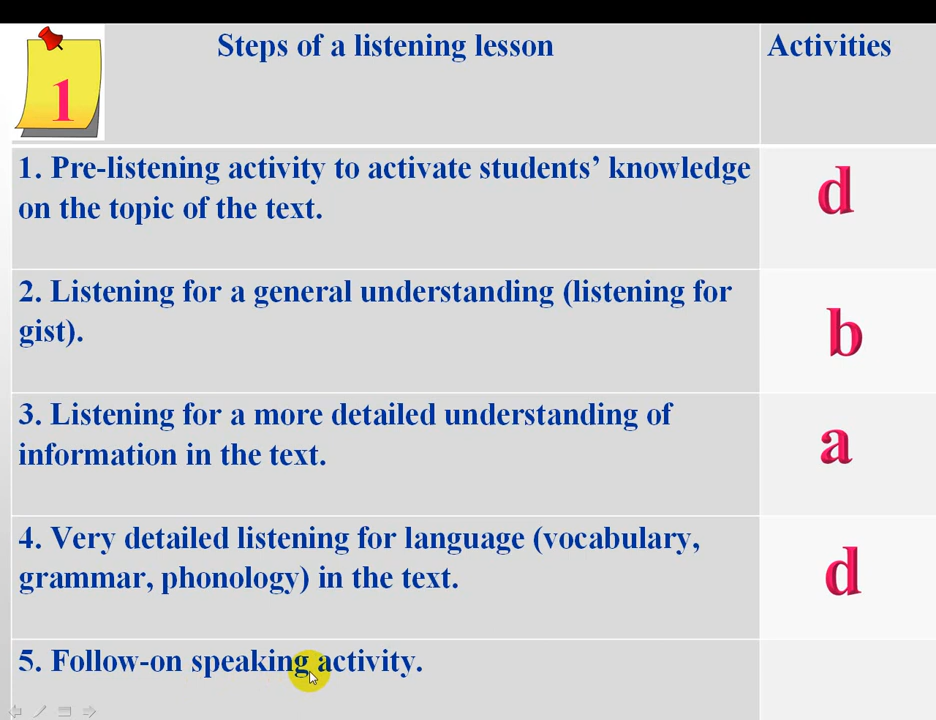 1
Steps of a listening lesson
Activities
1. Pre-listening activity to activate students’ knowledge
on the topic of the text.
d
2. Listening for a general understanding (listening for
gist).
b
3. Listening for a more detailed understanding of
information in the text.
a
4. Very detailed listening for language (vocabulary,
grammar, phonology) in the text.
d
5. Follow-on speaking activity.